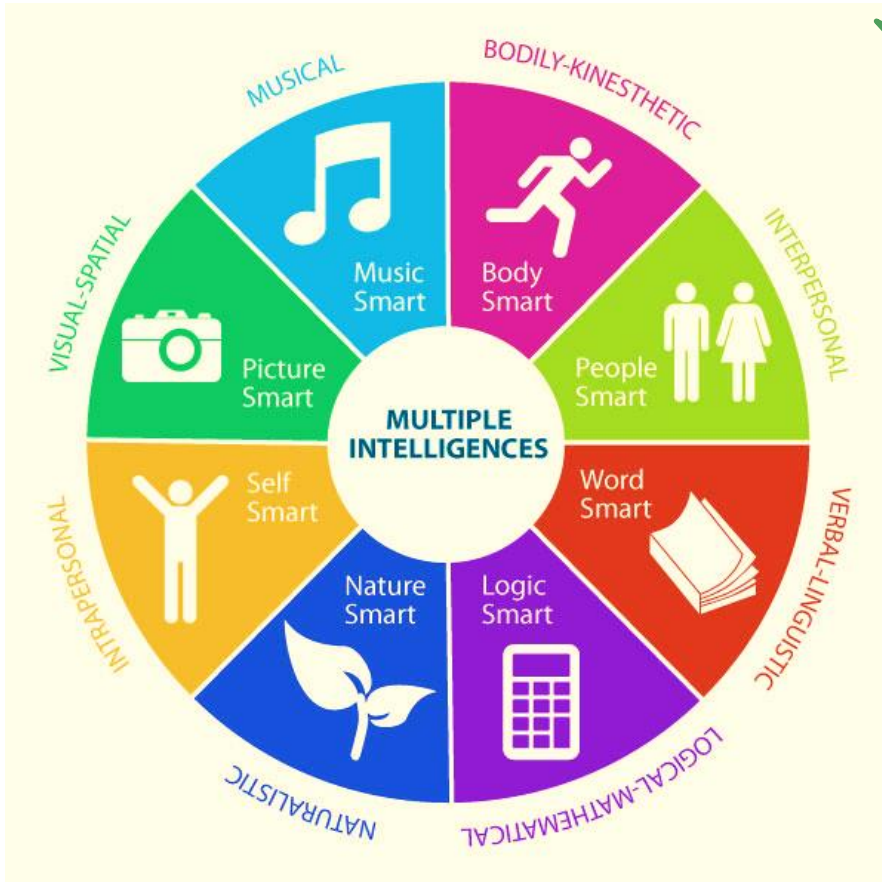 MUSICAL
BODILY-KINESTHETIC
INTERPERSONAL
VERBAL-LINGUISTIC
LOGICAL-MATHEMATICAL
NATURALISTIC
INTRAPERSONAL
VISUAL-SPATIAL
Music
Smart
Body
Smart
People
Smart
Word
Smart
Logic
Smart
Nature
Smart
Self
Smart
Picture
Smart
MULTIPLE
INTELLIGENCES